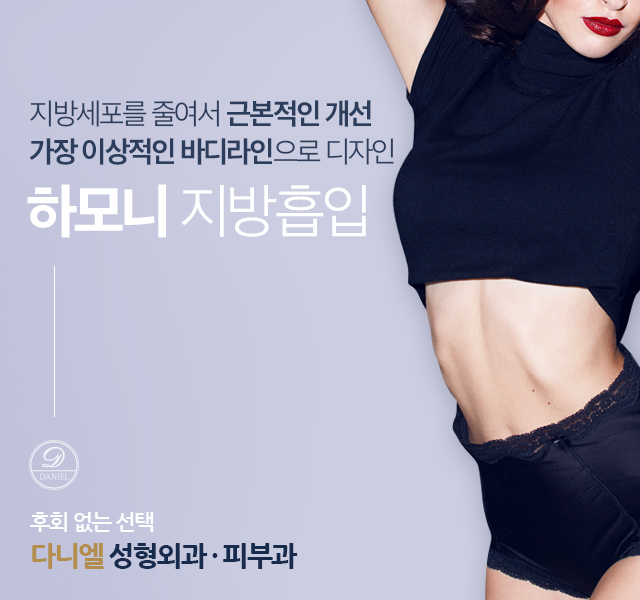 지방세포를 줄여서 근본적인 개선
가장 이상적인 바디라인으로 디자인
하모니 지방흡입
D
DANIEL
후회 없는 선택
다니엘 성형외과·피부과